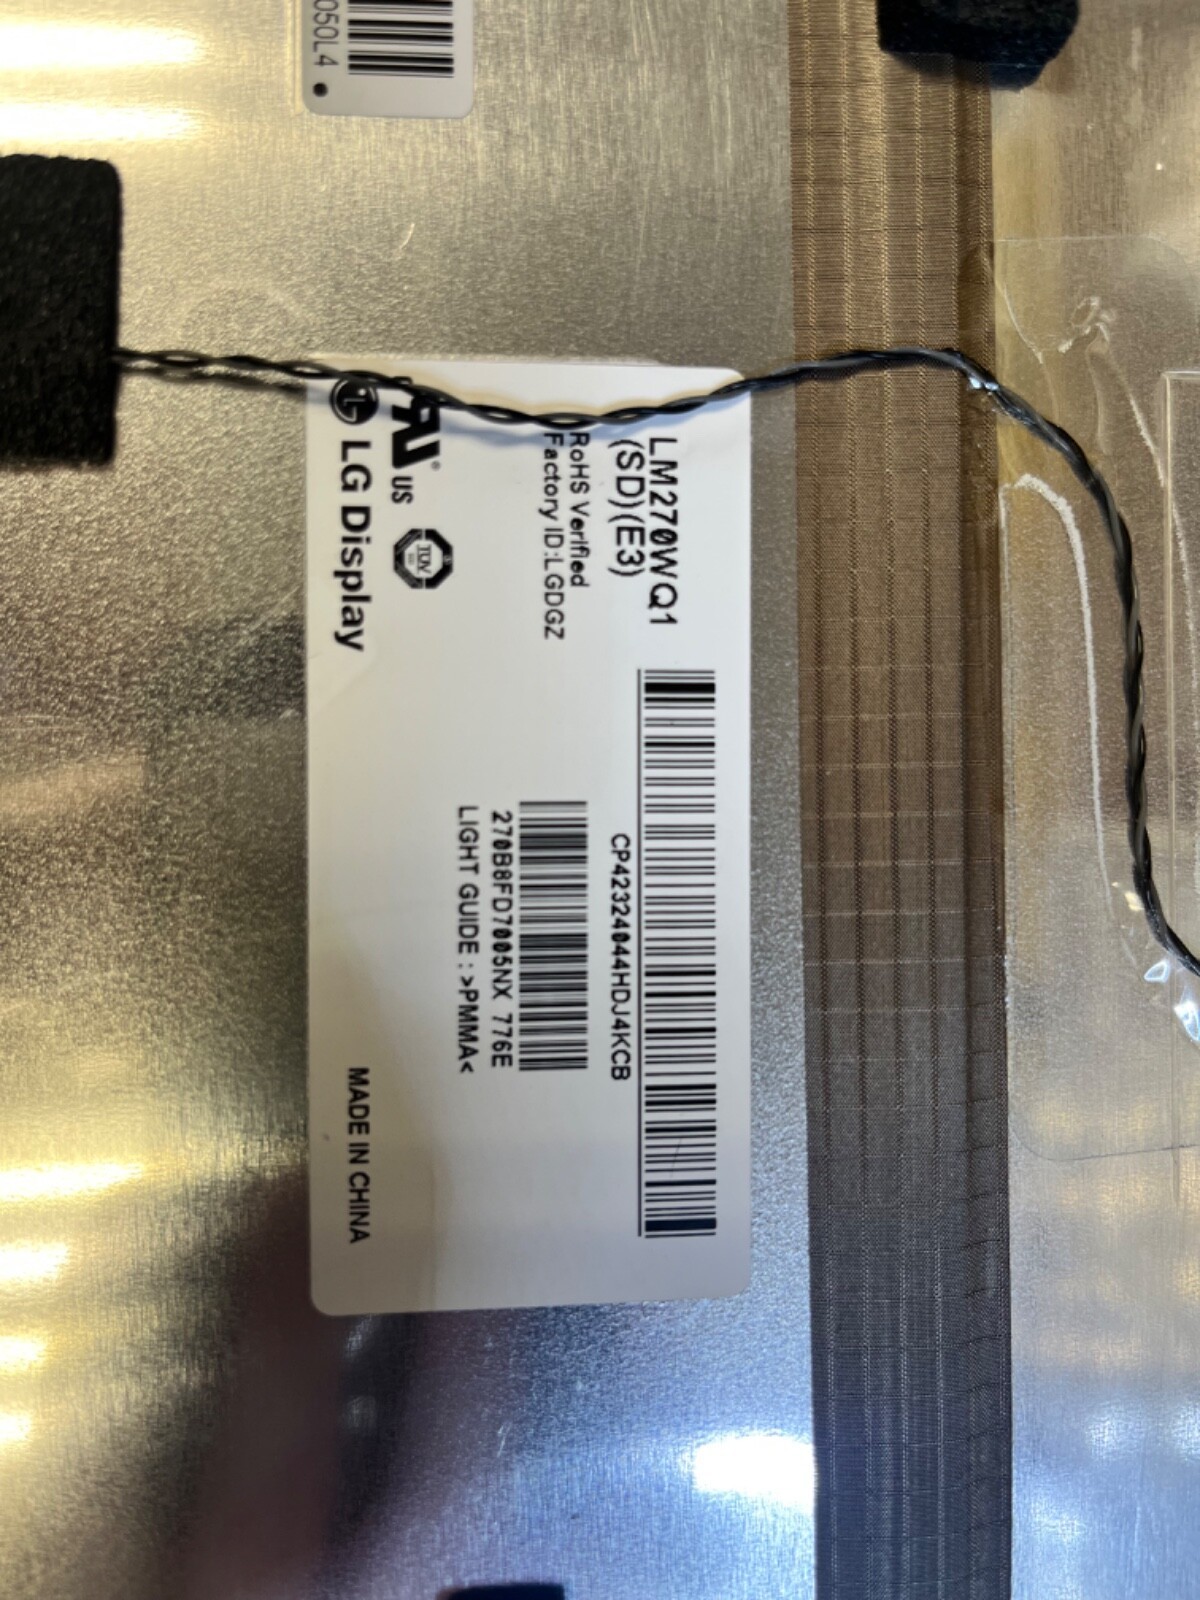 050L4
LM270WQ1
(SD)(E3)
RoHS Verified
Factory ID:LGDGZ
CP42324044HDJ4KCB
270B8FD7005NX 776E
LIGHT GUIDE : >PMMA<
US
TUV
LG Display
MADE IN CHINA